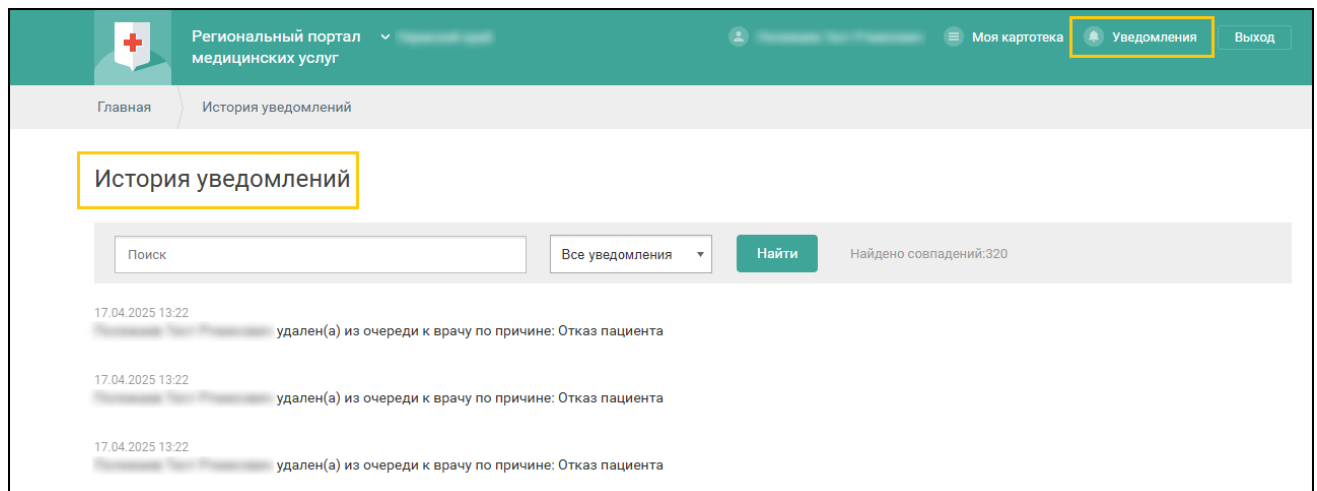 Региональный портал
медицинских услуг
Моя картотека
Уведомления
Выход
Главная
История уведомлений
История уведомлений
Поиск
Все уведомления
Найти
Найдено совпадений:320
17.04.2025 13:22
удален(а) из очереди к врачу по причине: Отказ пациента
17.04.2025 13:22
удален(а) из очереди к врачу по причине: Отказ пациента
17.04.2025 13:22
удален(а) из очереди к врачу по причине: Отказ пациента